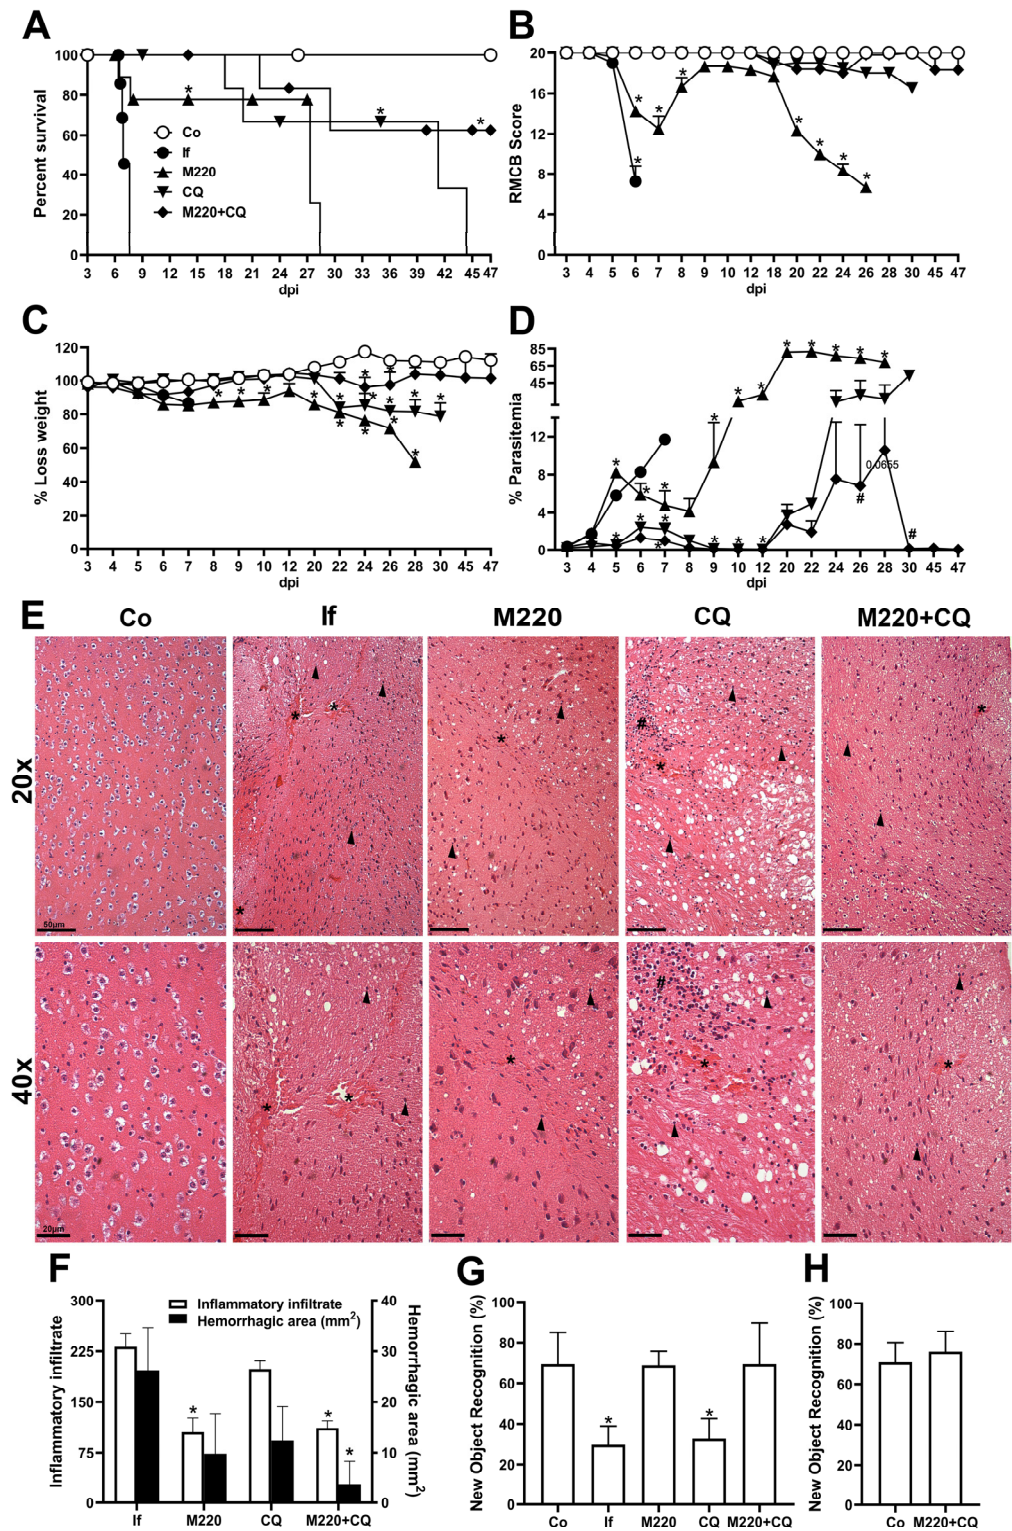 A
Percent survival
100
80
60
40
20
0
3 6 9 12 15 18 21 24 27 30 33 36 39 42 45 47
dpi
Co
If
M220
CQ
M220+CQ
* * *
B
RMCB Score
20
16
12
8
4
0
3 4 5 6 7 8 9 10 12 18 20 22 24 26 28 30 45 47
dpi
* * * * * * * *
C
% Loss weight
120
100
80
60
40
20
0
3 4 5 6 7 8 9 10 12 20 22 24 26 28 30 45 47
dpi
D
% Parasitemia
85
65
45
12
8
4
0
3 4 5 6 7 8 9 10 12 20 22 24 26 28 30 45 47
dpi
0.0655
#
#
E
Co If M220 CQ M220+CQ
20x
50µm
#
40x
20µm
#
F
Inflammatory infiltrate
300
225
150
75
0
Inflammatory infiltrate
Hemorrhagic area (mm²)
40
30
20
10
0
Hemorrhagic area (mm²)
* * *
If M220 CQ M220+CQ
G
New Object Recognition (%)
100
80
60
40
20
0
* *
Co If M220 CQ M220+CQ
H
New Object Recognition (%)
100
80
60
40
20
0
Co M220+CQ